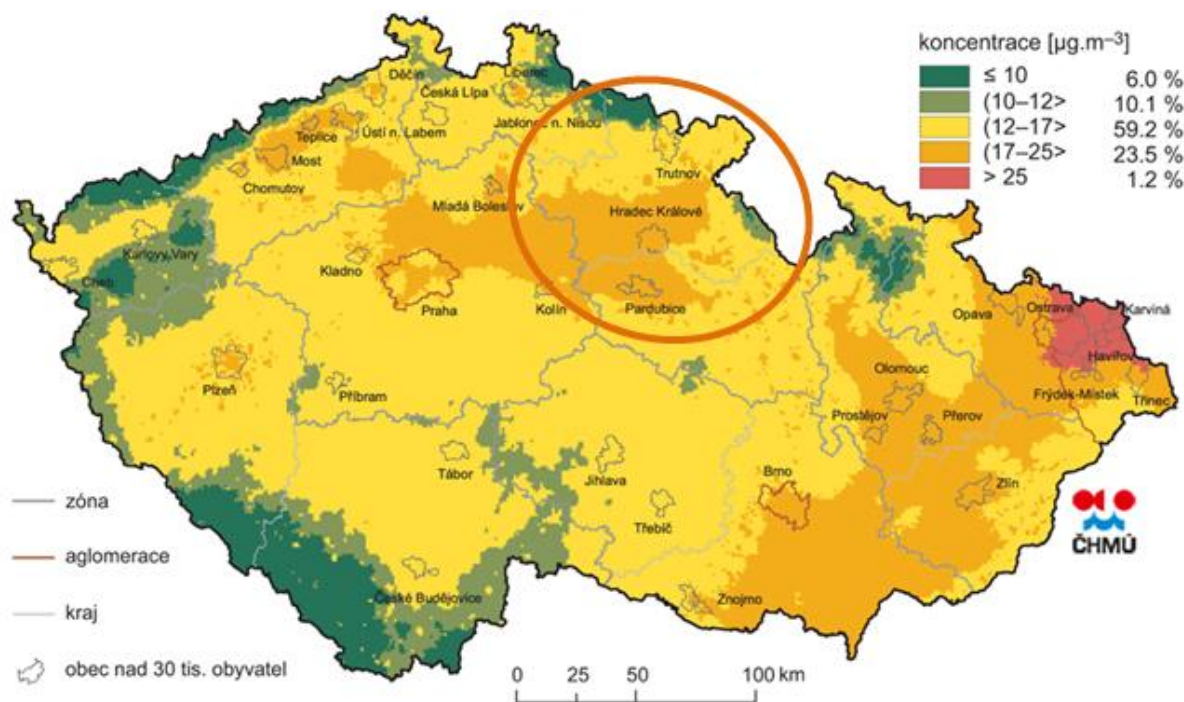 koncentrace [µg.m–3]
≤ 10 6.0 %
(10–12> 10.1 %
(12–17> 59.2 %
(17–25> 23.5 %
> 25 1.2 %
Děčín
Liberec
Česká Lípa
Jablonec n. Nisou
Teplice
Ústí n. Labem
Most
Chomutov
Trutnov
Mladá Boleslav
Hradec Králové
Karlovy Vary
Cheb
Kladno
Praha
Kolín
Pardubice
Opava
Ostrava
Karviná
Havířov
Plzeň
Příbram
Olomouc
Frýdek-Místek
Třinec
Prostějov
Přerov
Tábor
Jihlava
Brno
Zlín
Třebíč
České Budějovice
Znojmo
ČHMÚ
zóna
aglomerace
kraj
obec nad 30 tis. obyvatel
0 25 50 100 km